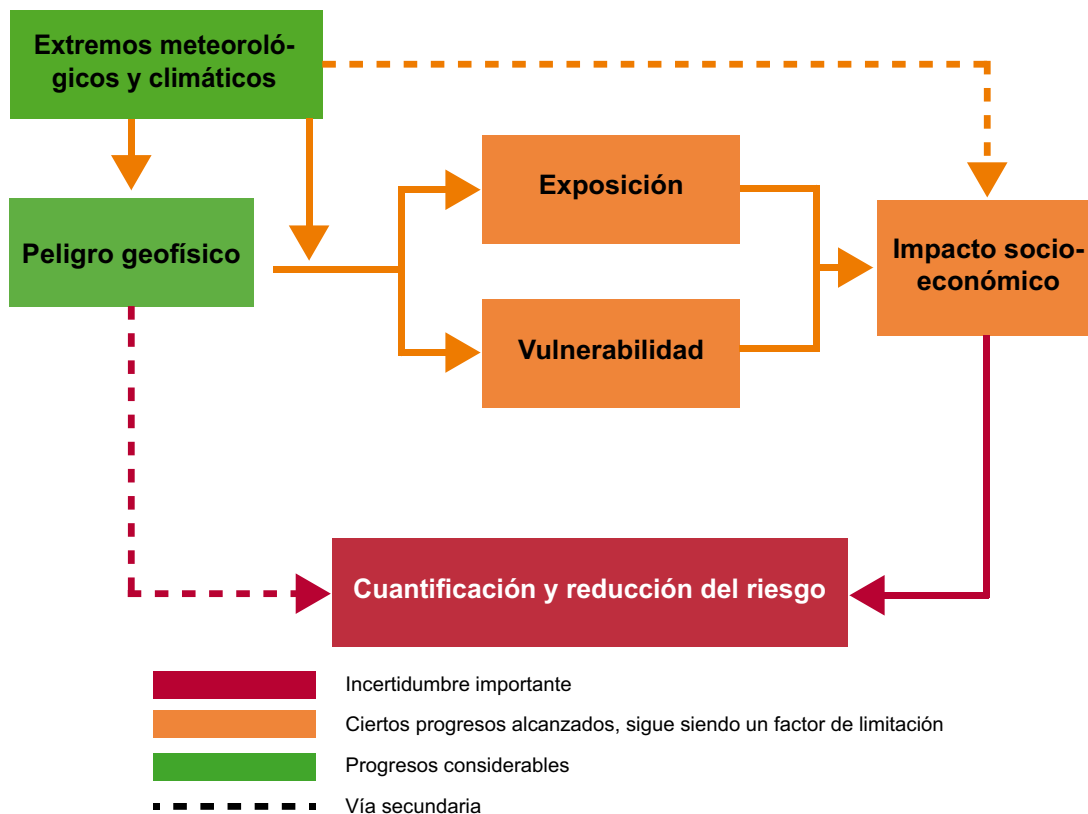 Extremos meteoroló-
gicos y climáticos
Exposición
Peligro geofísico
Impacto socio-
económico
Vulnerabilidad
Cuantificación y reducción del riesgo
Incertidumbre importante
Ciertos progresos alcanzados, sigue siendo un factor de limitación
Progresos considerables
Vía secundaria